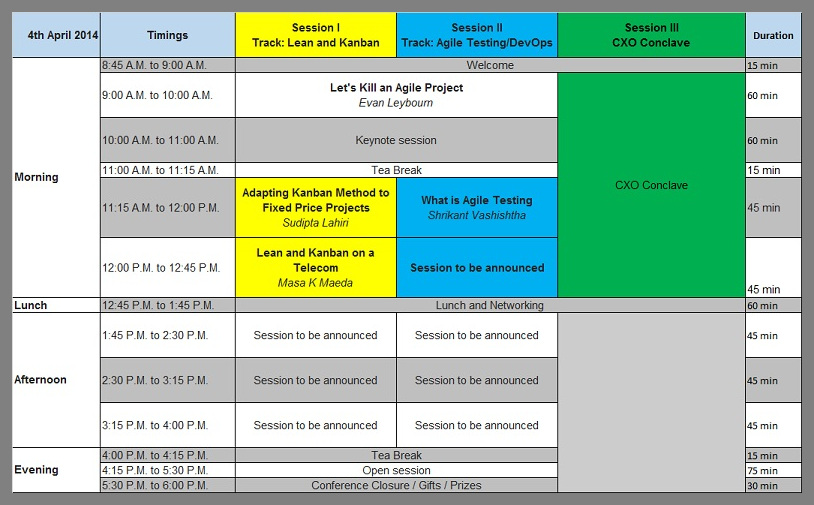 4th April 2014
Timings
Session I
Track: Lean and Kanban
Session II
Track: Agile Testing/DevOps
Session III
CXO Conclave
Duration
Morning
8:45 A.M. to 9:00 A.M.
Welcome
15 min
9:00 A.M. to 10:00 A.M.
Let's Kill an Agile Project
Evan Leybourn
60 min
10:00 A.M. to 11:00 A.M.
Keynote session
60 min
11:00 A.M. to 11:15 A.M.
Tea Break
15 min
CXO Conclave
11:15 A.M. to 12:00 P.M.
Adapting Kanban Method to
Fixed Price Projects
Sudipta Lahiri
What is Agile Testing
Shrikant Vashishtha
45 min
12:00 P.M. to 12:45 P.M.
Lean and Kanban on a
Telecom
Masa K Maeda
Session to be announced
45 min
Lunch
12:45 P.M. to 1:45 P.M.
Lunch and Networking
60 min
Afternoon
1:45 P.M. to 2:30 P.M.
Session to be announced
Session to be announced
45 min
2:30 P.M. to 3:15 P.M.
Session to be announced
Session to be announced
45 min
3:15 P.M. to 4:00 P.M.
Session to be announced
Session to be announced
45 min
Evening
4:00 P.M. to 4:15 P.M.
Tea Break
15 min
4:15 P.M. to 5:30 P.M.
Open session
75 min
5:30 P.M. to 6:00 P.M.
Conference Closure / Gifts / Prizes
30 min